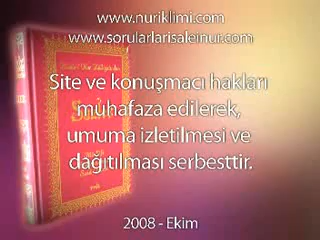 www.nuriklimi.com
www.sorularlarisaleinur.com
Site ve konuşmacı hakları
muhafaza edilerek,
umuma izletilmesi ve
dağıtılması serbesttir.
2008 - Ekim